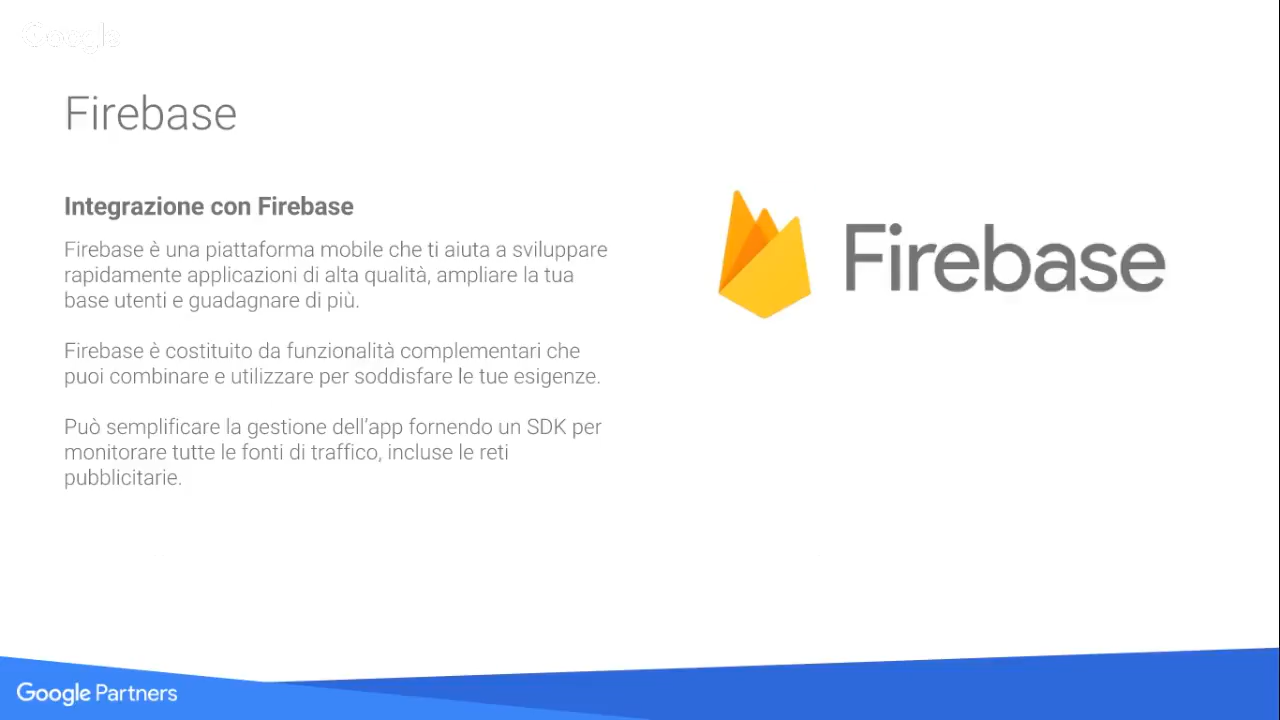 Google
Firebase
Integrazione con Firebase
Firebase è una piattaforma mobile che ti aiuta a sviluppare
rapidamente applicazioni di alta qualità, ampliare la tua
base utenti e guadagnare di più.
Firebase è costituito da funzionalità complementari che
puoi combinare e utilizzare per soddisfare le tue esigenze.
Può semplificare la gestione dell'app fornendo un SDK per
monitorare tutte le fonti di traffico, incluse le reti
pubblicitarie.
Firebase
Google Partners